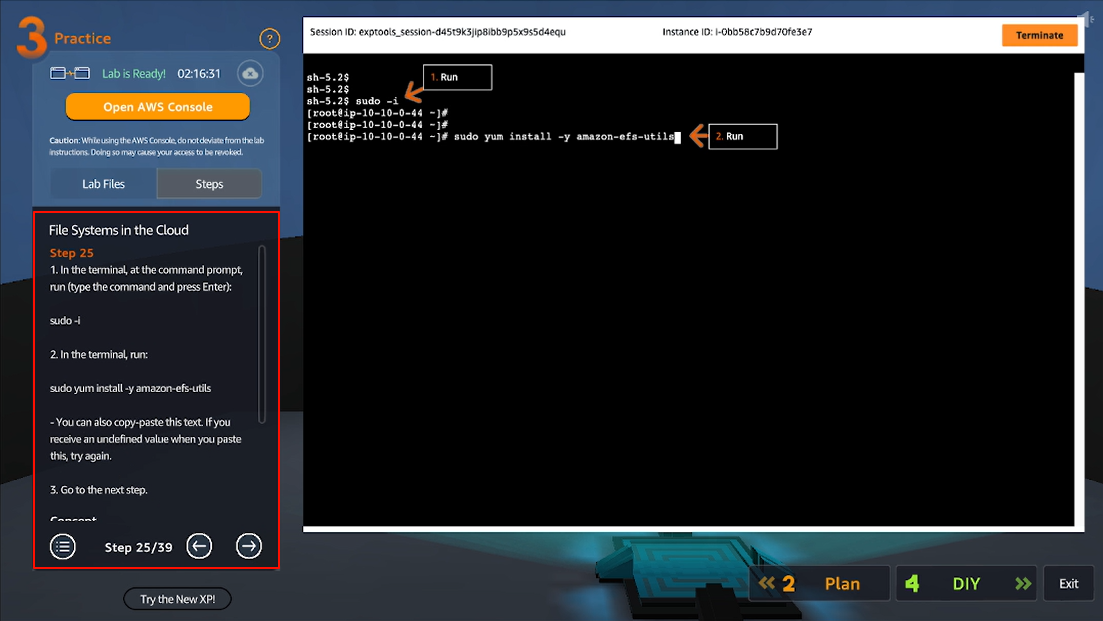 3 Practice
?
Lab is Ready! 02:16:31
Open AWS Console
Caution: While using the AWS Console, do not deviate from the lab
instructions. Doing so may cause your access to be revoked.
Lab Files
Steps
File Systems in the Cloud
Step 25
1. In the terminal, at the command prompt,
run (type the command and press Enter):
sudo -i
2. In the terminal, run:
sudo yum install -y amazon-efs-utils
- You can also copy-paste this text. If you
receive an undefined value when you paste
this, try again.
3. Go to the next step.
Concept
Step 25/39
Try the New XP!
Session ID: exptools_session-d45t9k3jip8ibb9p5x9s5d4equ
Instance ID: i-0bb58c7b9d70fe3e7
Terminate
sh-5.2$
sh-5.2$
sh-5.2$ sudo -i
1. Run
[root@ip-10-10-0-44 ~]#
[root@ip-10-10-0-44 ~]#
[root@ip-10-10-0-44 ~]# sudo yum install -y amazon-efs-utils
2. Run
2 Plan
4 DIY
Exit